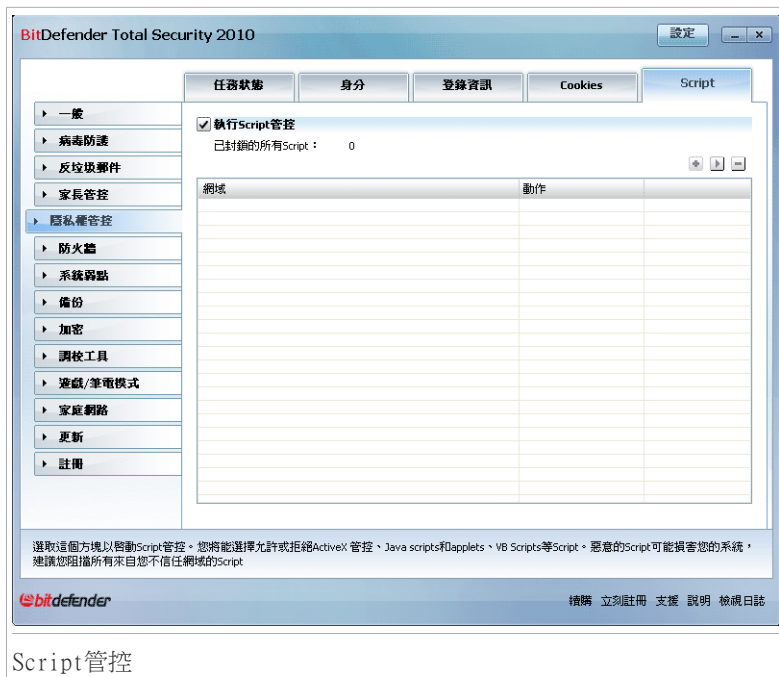 BitDefender Total Security 2010
設定
任務狀態 身分 登錄資訊 Cookies Script
一般
病毒防護
反垃圾郵件
家長管控
隱私權管控
防火牆
系統弱點
備份
加密
調校工具
遊戲/筆電模式
家庭網路
更新
註冊
執行Script管控
已封鎖的所有Script： 0
網域 動作
選取這個方塊以啓動Script管控。您將能選擇允許或拒絕ActiveX 管控、Java scripts和applets、VB Scripts等Script。惡意的Script可能損害您的系統，
建議您阻擋所有來自您不信任網域的Script
bitdefender
續購 立刻註冊 支援 說明 檢視日誌
Script管控